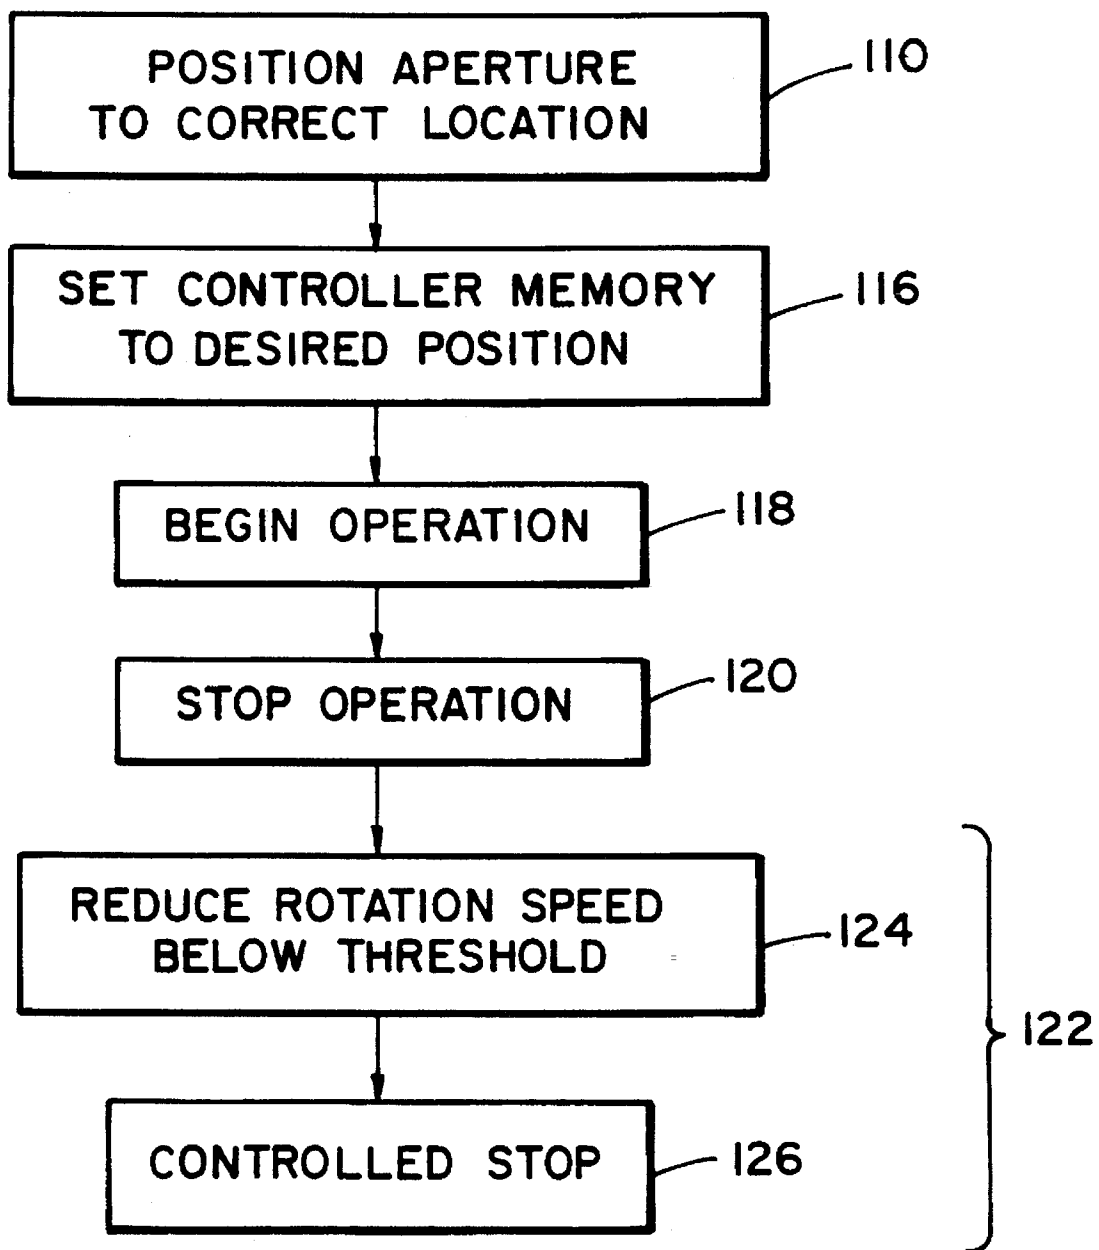 POSITION APERTURE
TO CORRECT LOCATION
110
SET CONTROLLER MEMORY
TO DESIRED POSITION
116
BEGIN OPERATION
118
STOP OPERATION
120
REDUCE ROTATION SPEED
BELOW THRESHOLD
124
122
CONTROLLED STOP
126